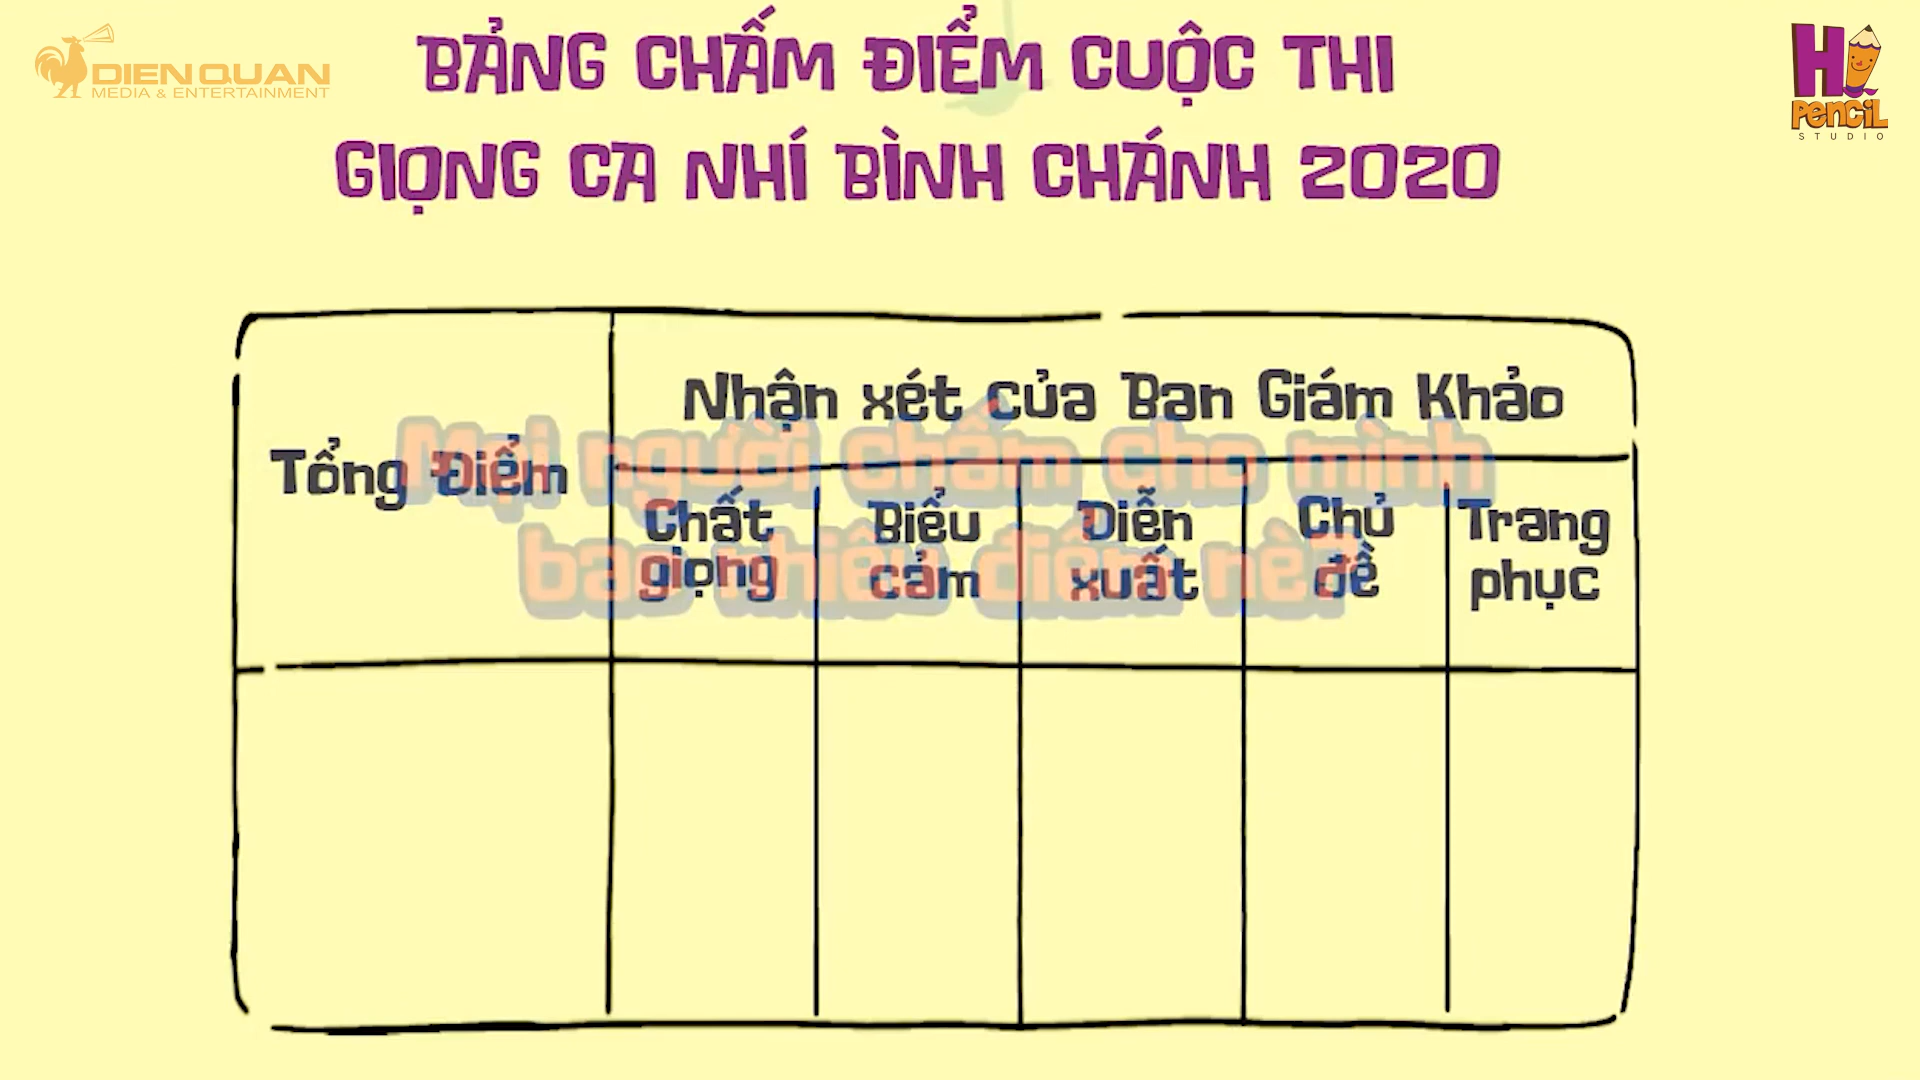 DIEN QUAN
MEDIA & ENTERTAINMENT
Hi
PENCIL
STUDIO
BẢNG CHẤM ĐIỂM CUỘC THI
GIỌNG CA NHÍ BÌNH CHÁNH 2020
Nhận xét của Ban Giám Khảo
Tổng Điểm
Mọi người chấm cho mình
bao nhiêu điểm nè?
Chất
giọng
Biểu
cảm
Diễn
xuất
Chủ
đề
Trang
phục